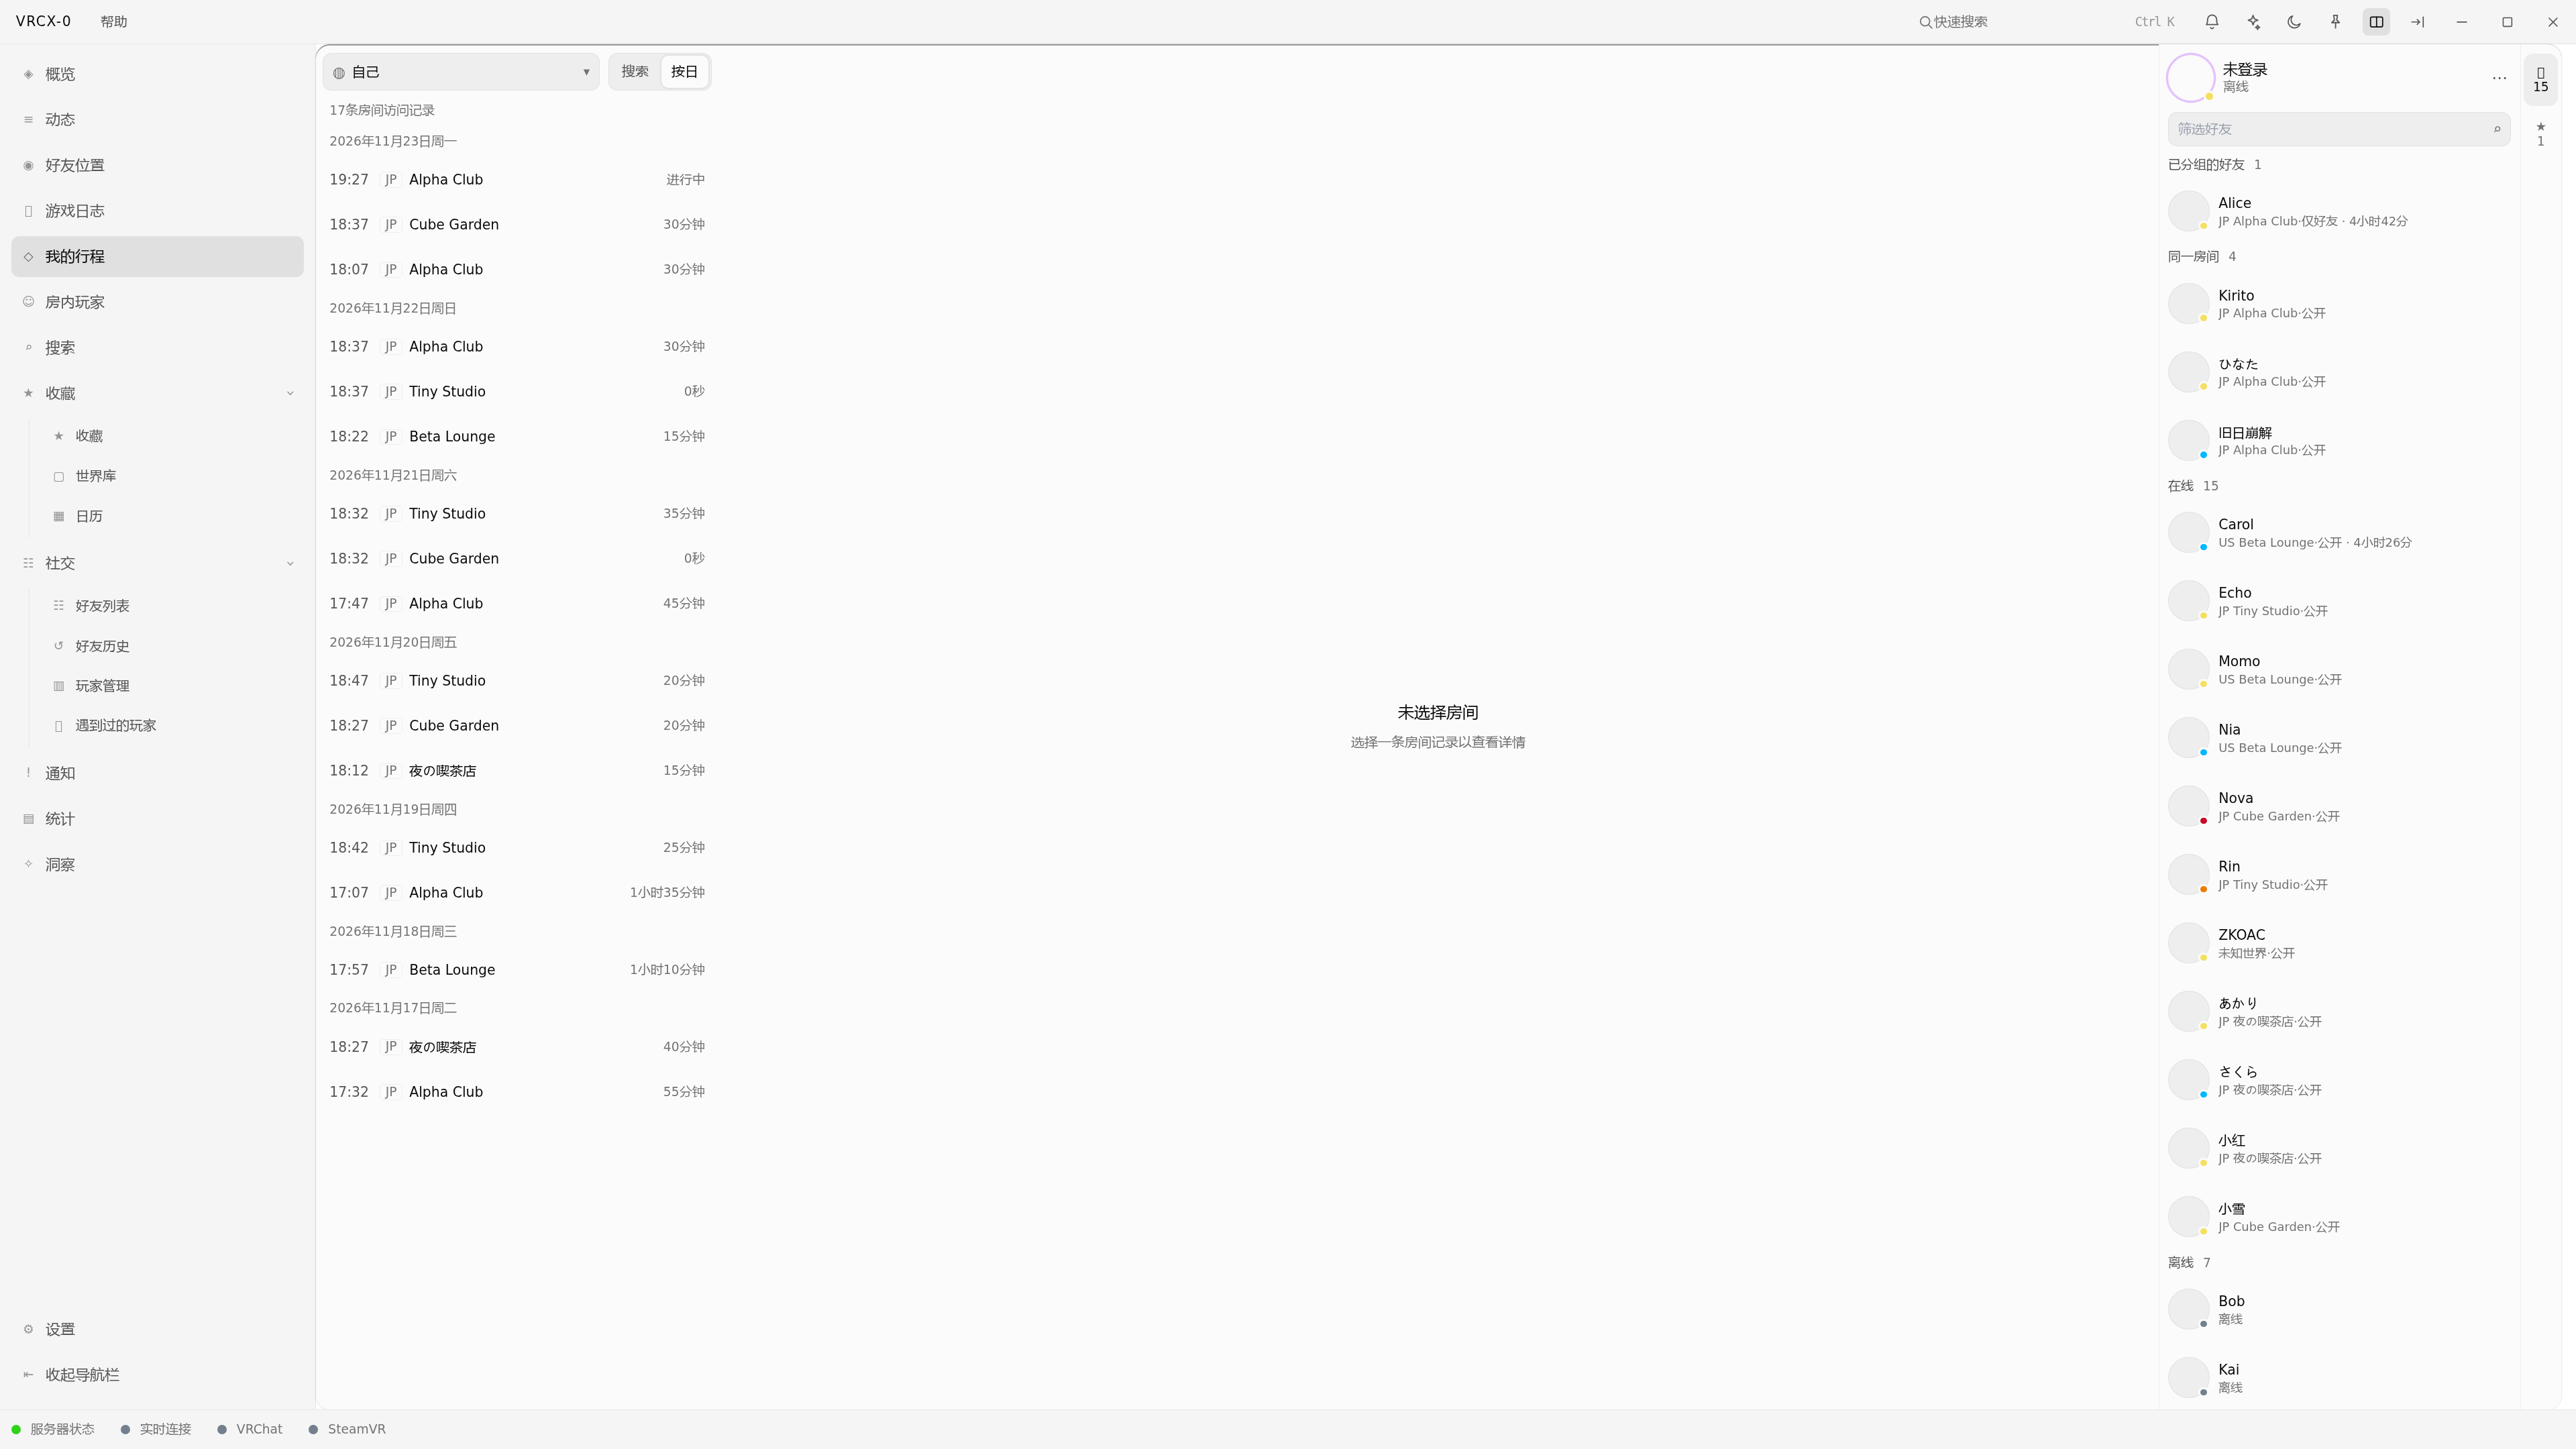 VRCX-0 帮助 快速搜索 Ctrl K
概览
动态
好友位置
游戏日志
我的行程
房内玩家
搜索
收藏
收藏
世界库
日历
社交
好友列表
好友历史
玩家管理
遇到过的玩家
通知
统计
洞察
设置
收起导航栏
自己 搜索 按日
17条房间访问记录
2026年11月23日周一
19:27 JP Alpha Club 进行中
18:37 JP Cube Garden 30分钟
18:07 JP Alpha Club 30分钟
2026年11月22日周日
18:37 JP Alpha Club 30分钟
18:37 JP Tiny Studio 0秒
18:22 JP Beta Lounge 15分钟
2026年11月21日周六
18:32 JP Tiny Studio 35分钟
18:32 JP Cube Garden 0秒
17:47 JP Alpha Club 45分钟
2026年11月20日周五
18:47 JP Tiny Studio 20分钟
18:27 JP Cube Garden 20分钟
18:12 JP 夜の喫茶店 15分钟
2026年11月19日周四
18:42 JP Tiny Studio 25分钟
17:07 JP Alpha Club 1小时35分钟
2026年11月18日周三
17:57 JP Beta Lounge 1小时10分钟
2026年11月17日周二
18:27 JP 夜の喫茶店 40分钟
17:32 JP Alpha Club 55分钟
未选择房间
选择一条房间记录以查看详情
未登录
离线
筛选好友
已分组的好友 1
Alice
JP Alpha Club·仅好友 · 4小时42分
同一房间 4
Kirito
JP Alpha Club·公开
ひなた
JP Alpha Club·公开
旧日崩解
JP Alpha Club·公开
在线 15
Carol
US Beta Lounge·公开 · 4小时26分
Echo
JP Tiny Studio·公开
Momo
US Beta Lounge·公开
Nia
US Beta Lounge·公开
Nova
JP Cube Garden·公开
Rin
JP Tiny Studio·公开
ZKOAC
未知世界·公开
あかり
JP 夜の喫茶店·公开
さくら
JP 夜の喫茶店·公开
小红
JP 夜の喫茶店·公开
小雪
JP Cube Garden·公开
离线 7
Bob
离线
Kai
离线
15
1
服务器状态 实时连接 VRChat SteamVR